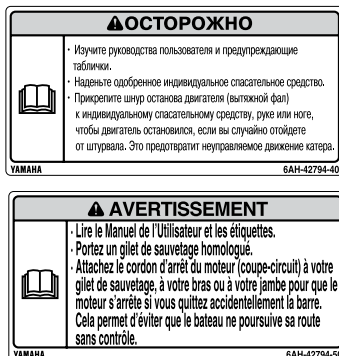 ⚠ОСТОРОЖНО
· Изучите руководства пользователя и предупреждающие
таблички.
· Наденьте одобренное индивидуальное спасательное средство.
· Прикрепите шнур останова двигателя (вытяжной фал)
к индивидуальному спасательному средству, руке или ноге,
чтобы двигатель остановился, если вы случайно отойдете
от штурвала. Это предотвратит неуправляемое движение катера.
YAMAHA 6AH-42794-40
⚠ AVERTISSEMENT
· Lire le Manuel de l'Utilisateur et les étiquettes.
· Portez un gilet de sauvetage homologué.
· Attachez le cordon d'arrêt du moteur (coupe-circuit) à votre
gilet de sauvetage, à votre bras ou à votre jambe pour que le
moteur s'arrête si vous quittez accidentellement la barre.
Cela permet d'éviter que le bateau ne poursuive sa route
sans contrôle.
YAMAHA 6AH-42794-50